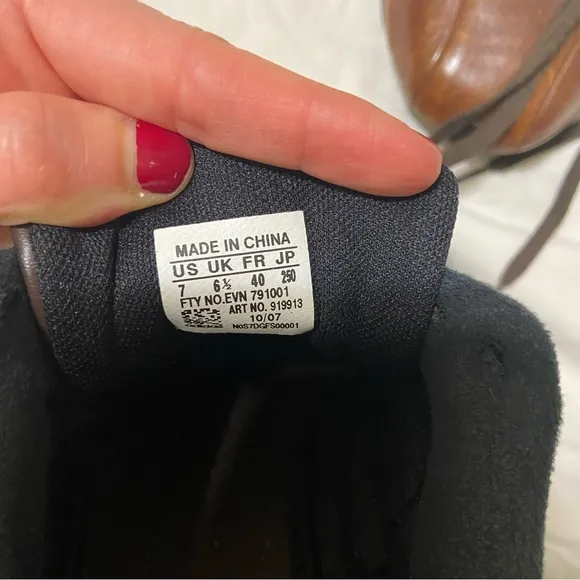 MADE IN CHINA
US UK FR JP
7 6½ 40 250
FTY NO.EVN 791001
ART NO. 919913
10/07
N0S7DGFS00001